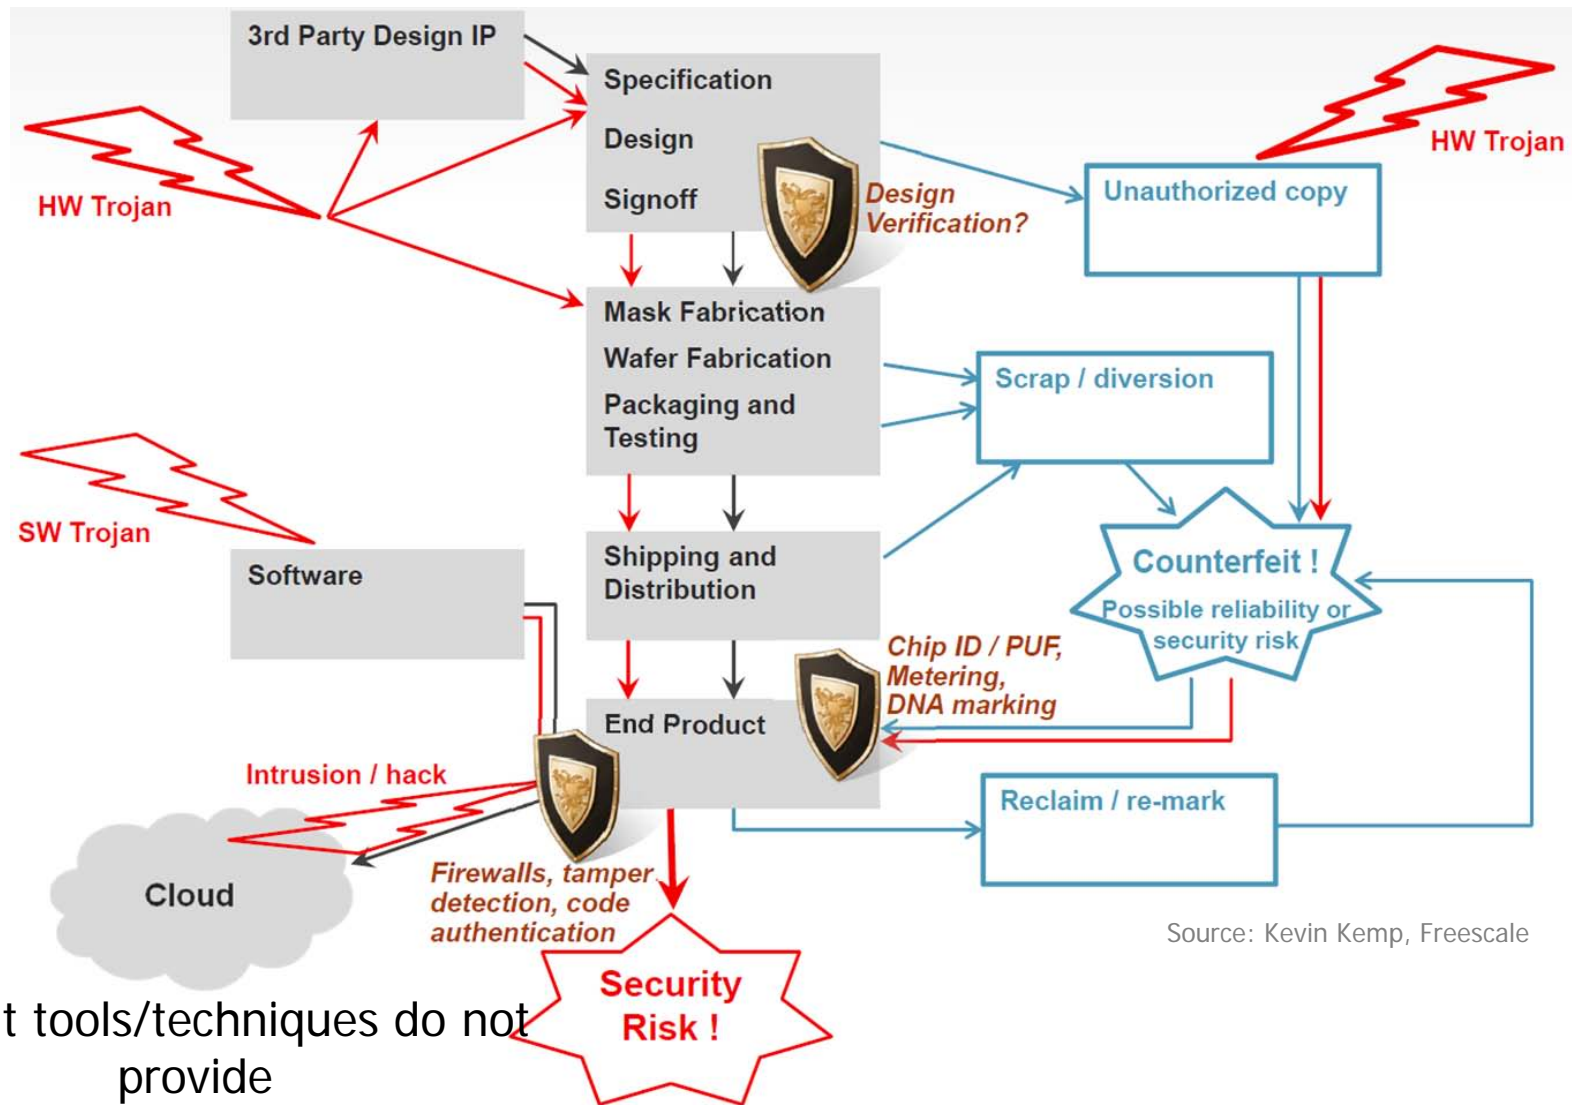 3rd Party Design IP
Specification
Design
Signoff
HW Trojan
HW Trojan
Design
Verification?
Unauthorized copy
Mask Fabrication
Wafer Fabrication
Packaging and
Testing
Scrap / diversion
SW Trojan
Software
Shipping and
Distribution
Counterfeit !
Possible reliability or
security risk
Chip ID / PUF,
Metering,
DNA marking
End Product
Intrusion / hack
Reclaim / re-mark
Cloud
Firewalls, tamper
detection, code
authentication
Source: Kevin Kemp, Freescale
Security
Risk !
t tools/techniques do not
provide